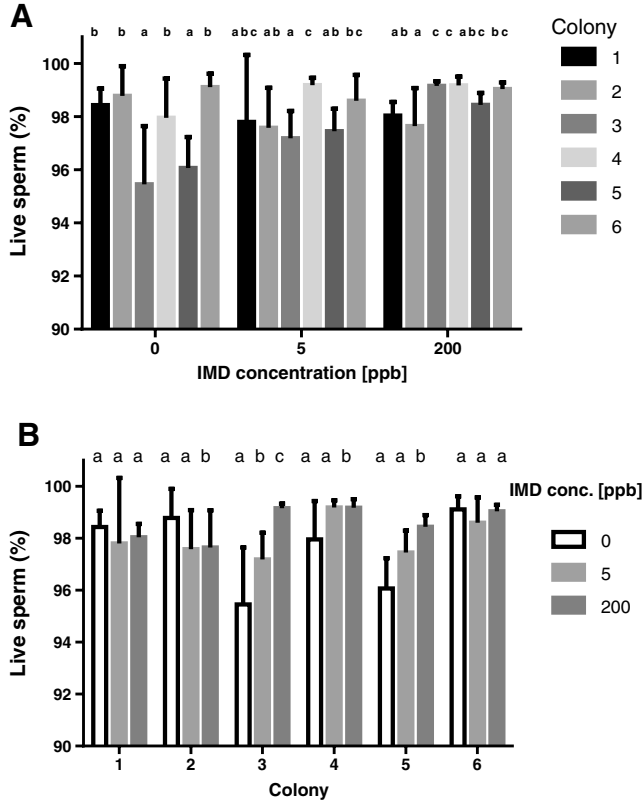 A
b b a b a b abc ab a c ab bc ab a c c abc bc
Colony
1
2
3
4
5
6
Live sperm (%)
100
98
96
94
92
90
0 5 200
IMD concentration [ppb]
B
a a a a a b a b c a a b a a b a a a
IMD conc. [ppb]
0
5
200
Live sperm (%)
100
98
96
94
92
90
1 2 3 4 5 6
Colony